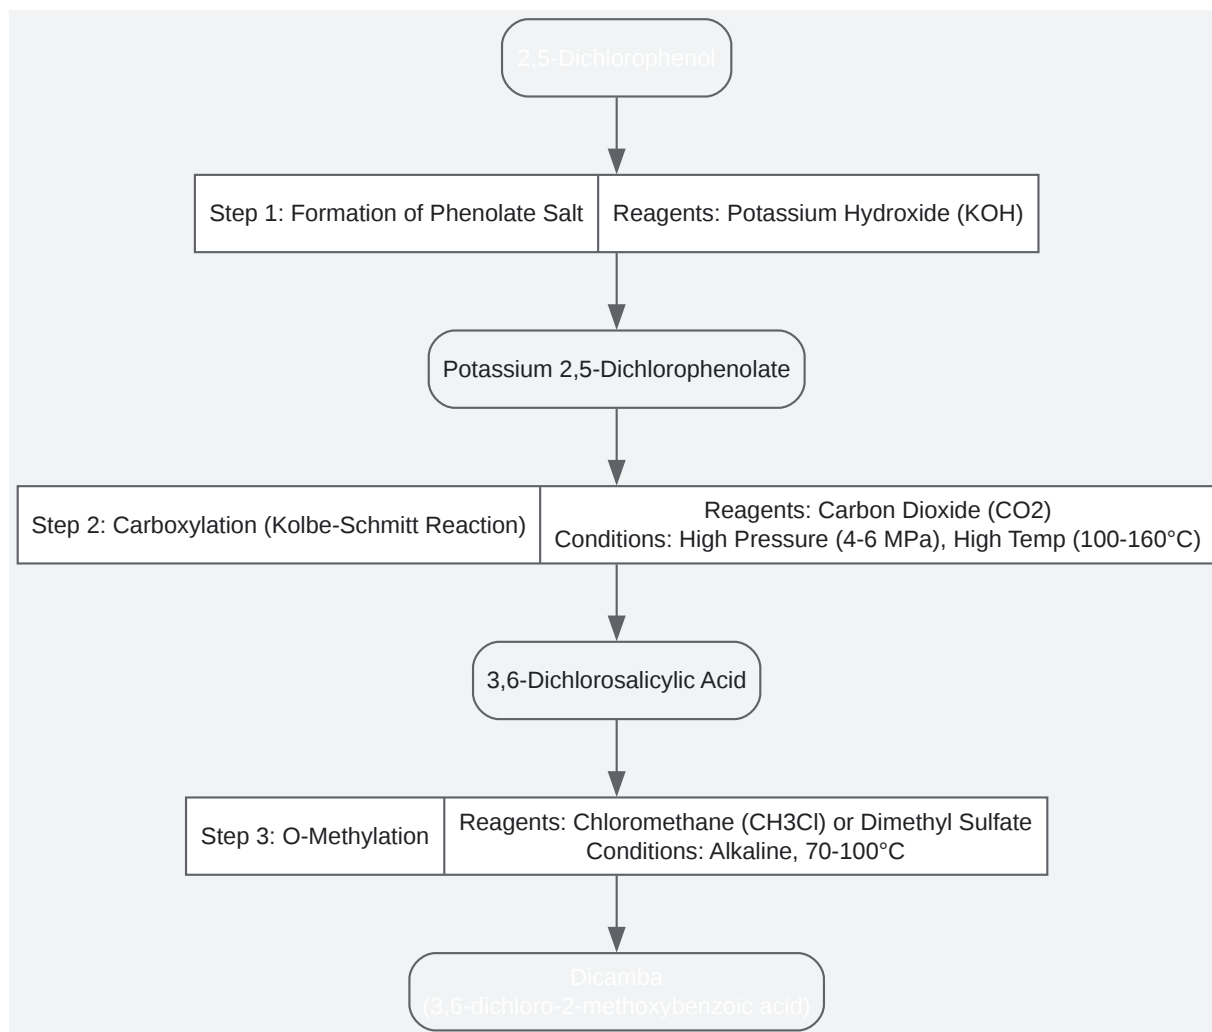 2,5-Dichlorophenol
Step 1: Formation of Phenolate Salt
Reagents: Potassium Hydroxide (KOH)
Potassium 2,5-Dichlorophenolate
Step 2: Carboxylation (Kolbe-Schmitt Reaction)
Reagents: Carbon Dioxide (CO2)
Conditions: High Pressure (4-6 MPa), High Temp (100-160°C)
3,6-Dichlorosalicylic Acid
Step 3: O-Methylation
Reagents: Chloromethane (CH3Cl) or Dimethyl Sulfate
Conditions: Alkaline, 70-100°C
Dicamba
(3,6-dichloro-2-methoxybenzoic acid)